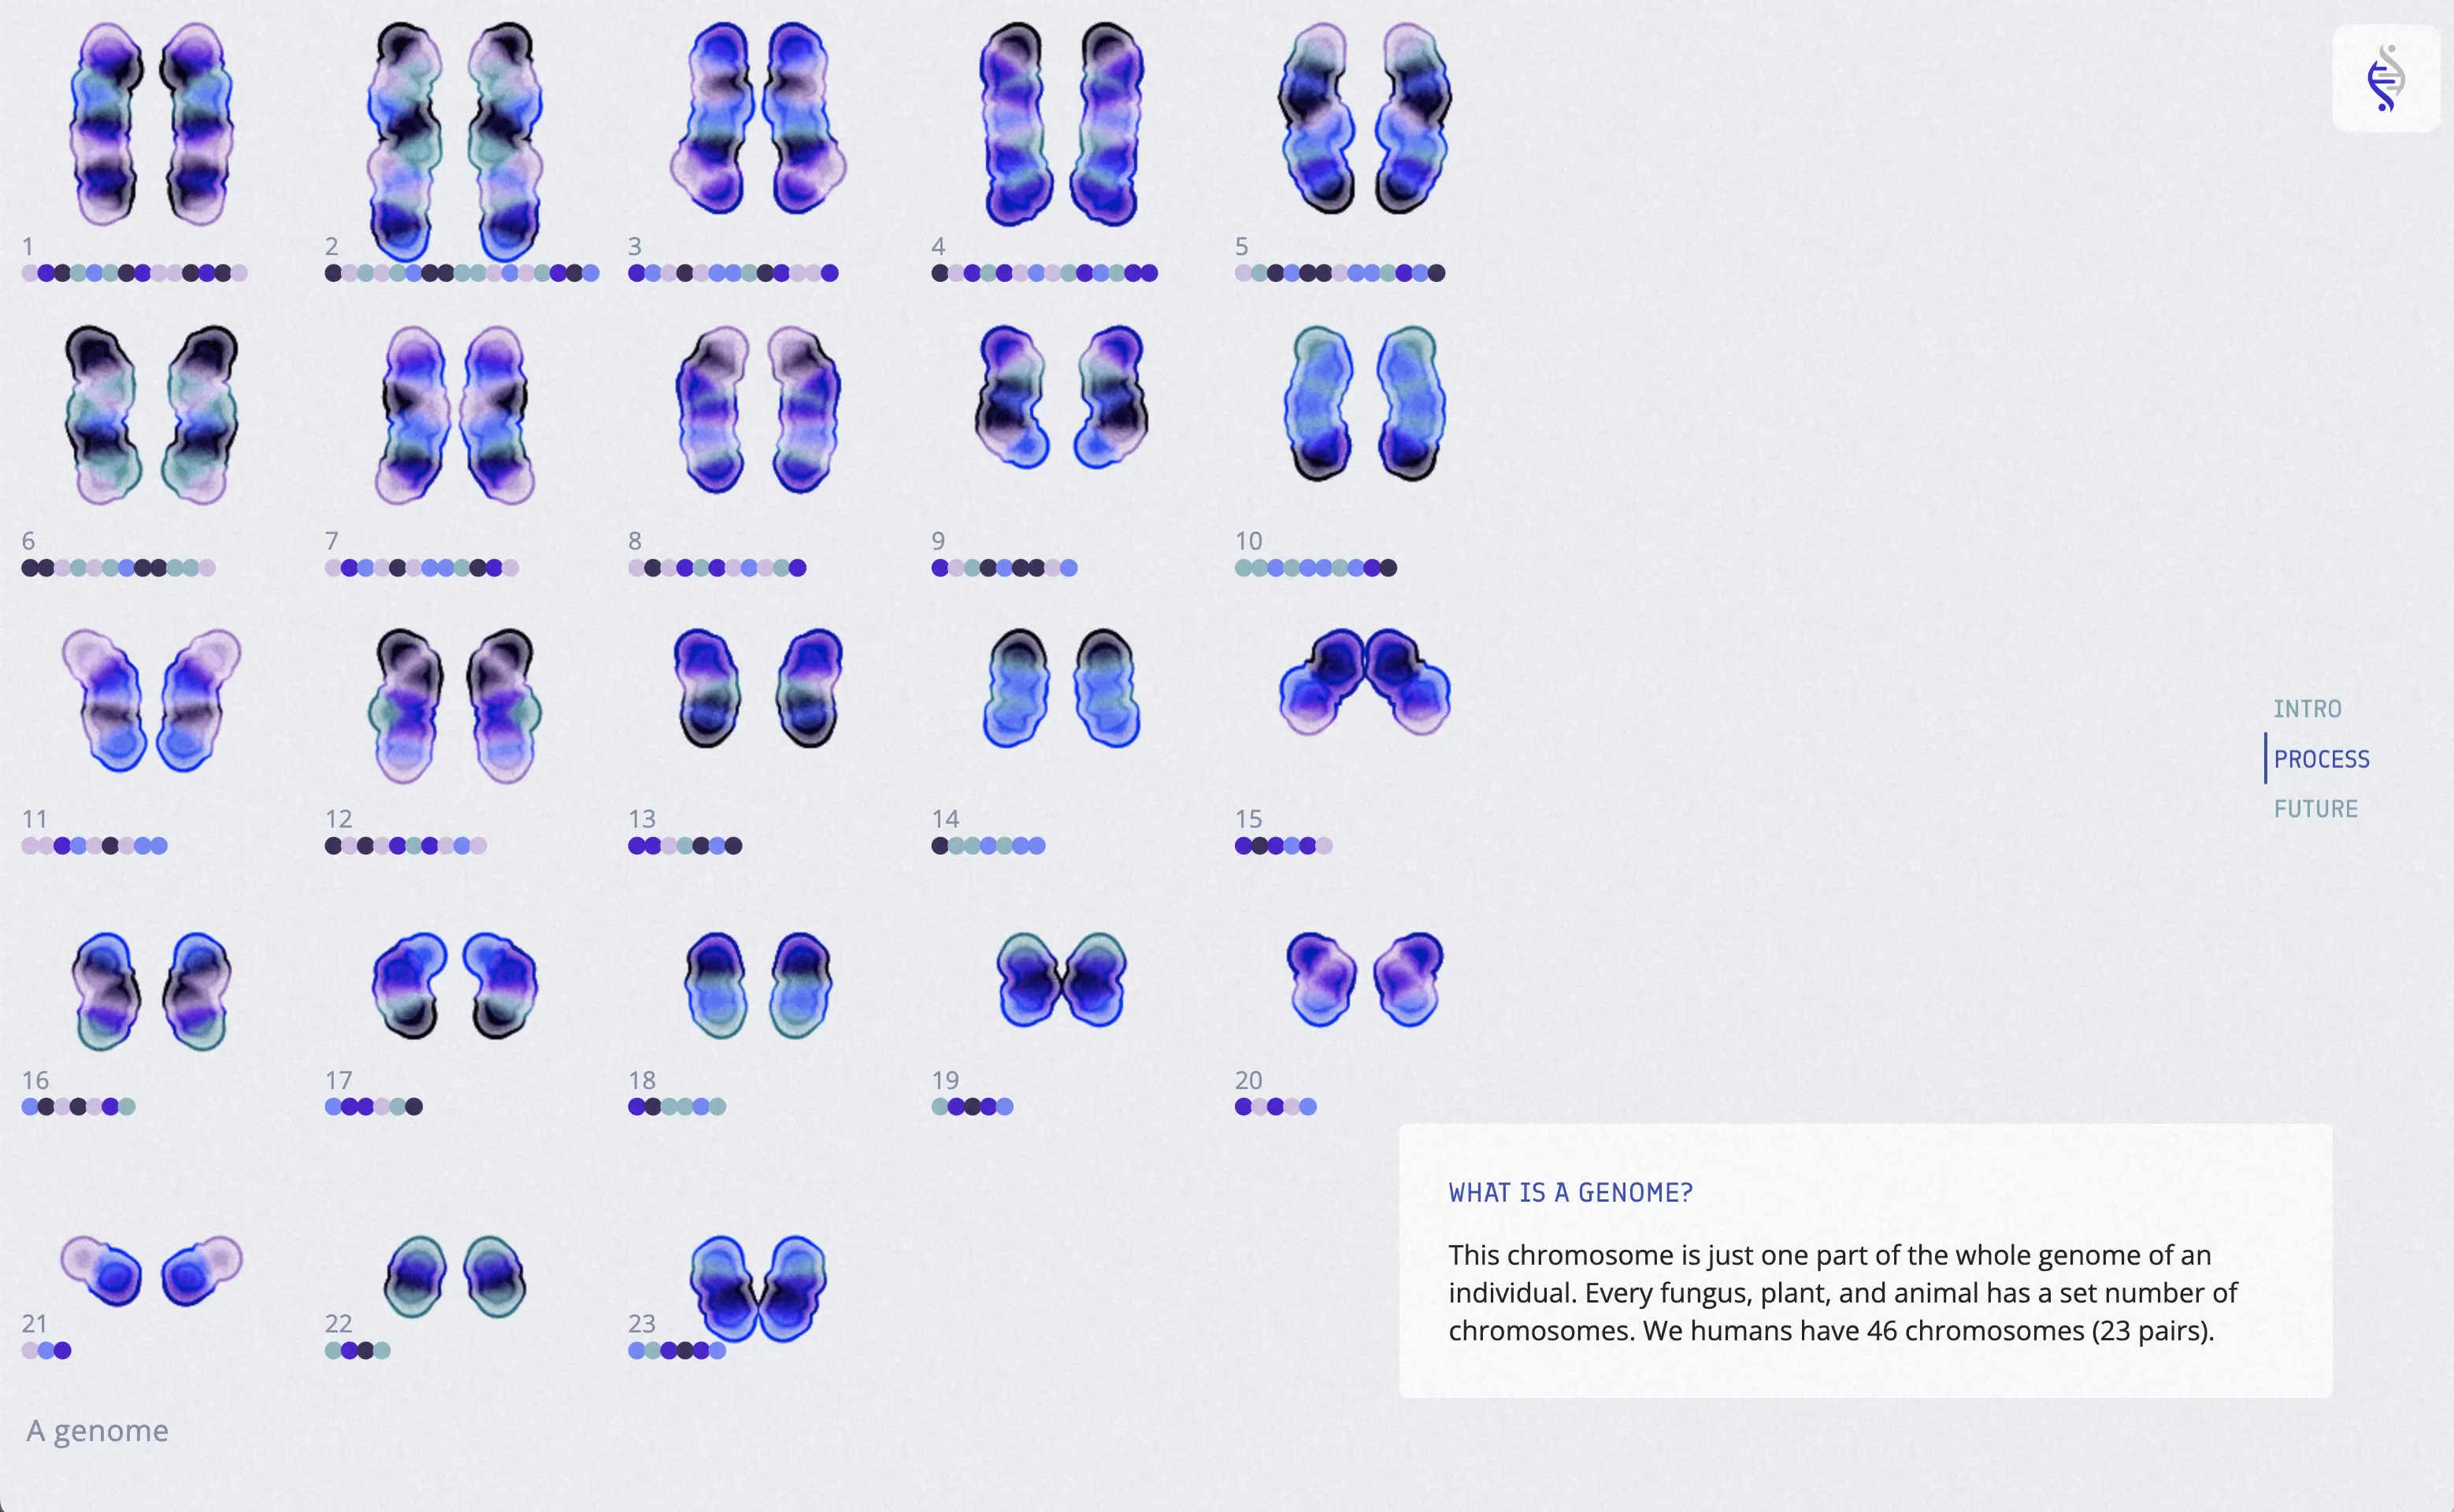 1
2
3
4
5
6
7
8
9
10
11
12
13
14
15
16
17
18
19
20
21
22
23
A genome
INTRO
PROCESS
FUTURE
WHAT IS A GENOME?
This chromosome is just one part of the whole genome of an
individual. Every fungus, plant, and animal has a set number of
chromosomes. We humans have 46 chromosomes (23 pairs).